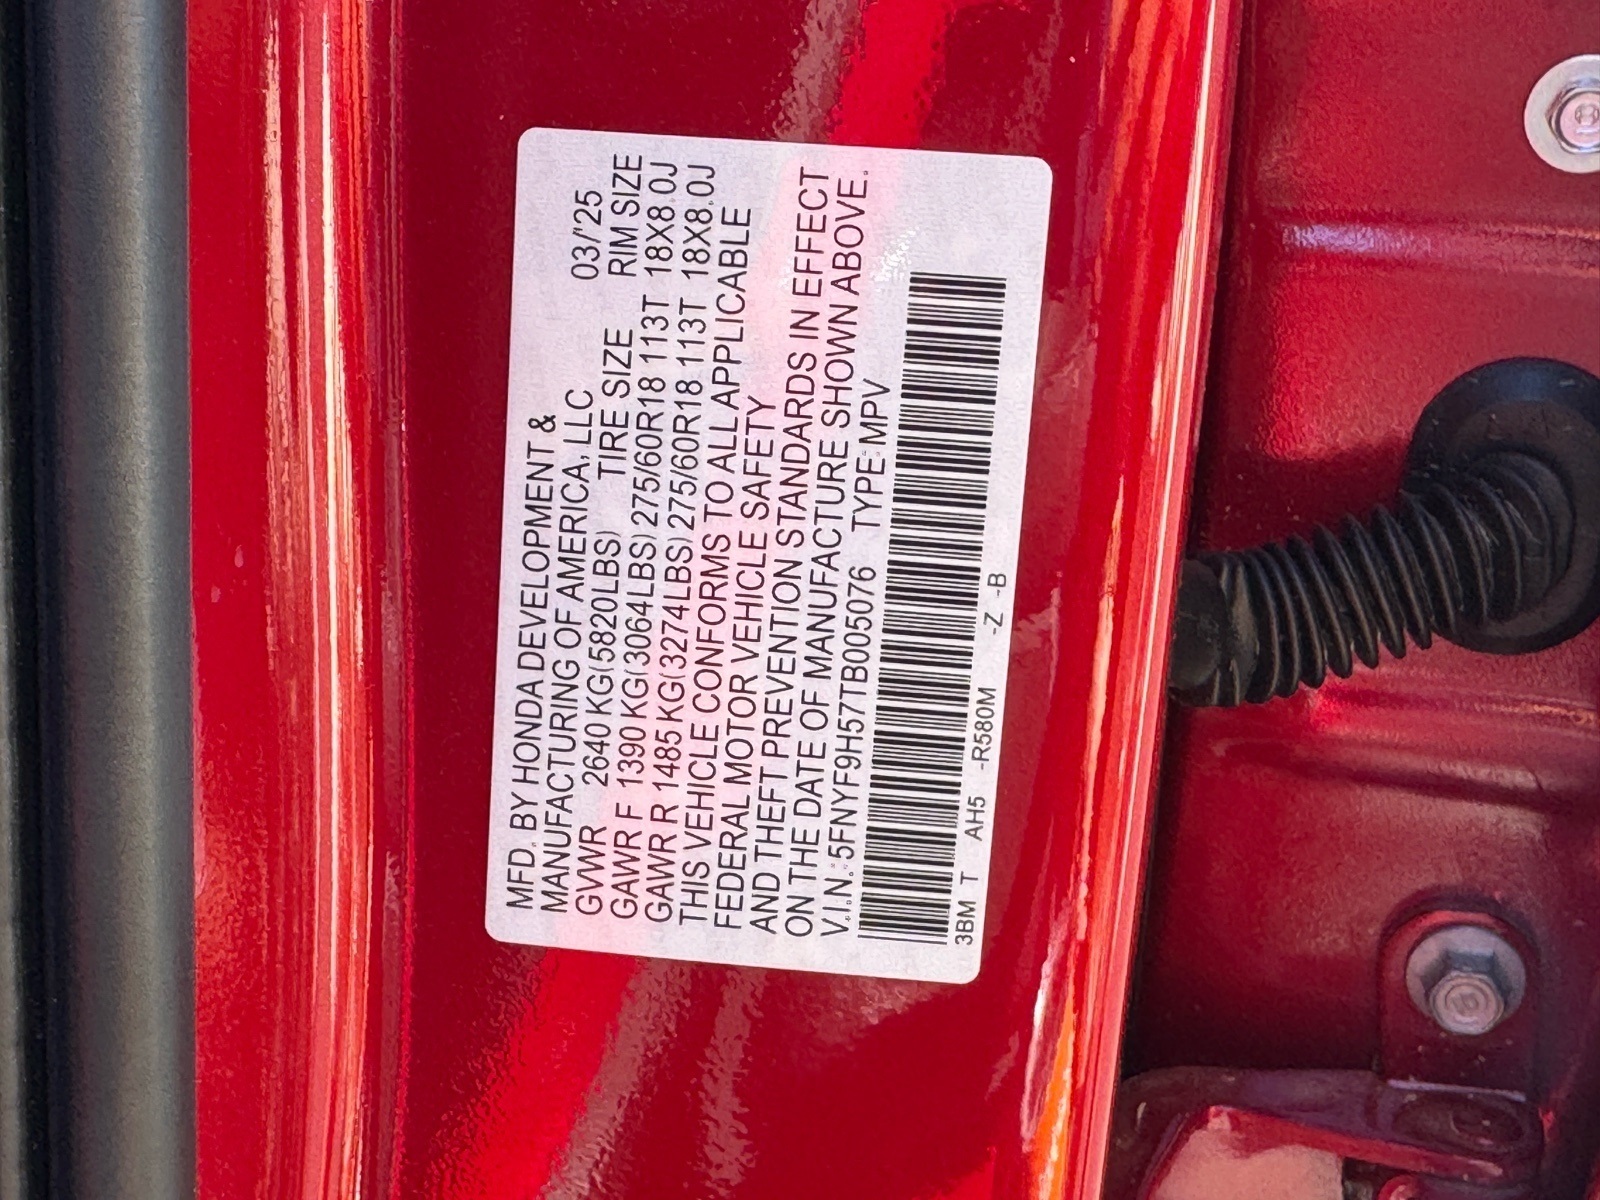 MFD. BY HONDA DEVELOPMENT &
MANUFACTURING OF AMERICA, LLC
GVWR 2640 KG(5820LBS) 03/'25
TIRE SIZE RIM SIZE
GAWR F 1390 KG(3064LBS) 275/60R18 113T 18X8.0J
GAWR R 1485 KG(3274LBS) 275/60R18 113T 18X8.0J
THIS VEHICLE CONFORMS TO ALL APPLICABLE
FEDERAL MOTOR VEHICLE SAFETY
AND THEFT PREVENTION STANDARDS IN EFFECT
ON THE DATE OF MANUFACTURE SHOWN ABOVE.
V.I.N.: 5FNYF9H57TB005076 TYPE: MPV
3BM T AH5 -R580M -Z -B